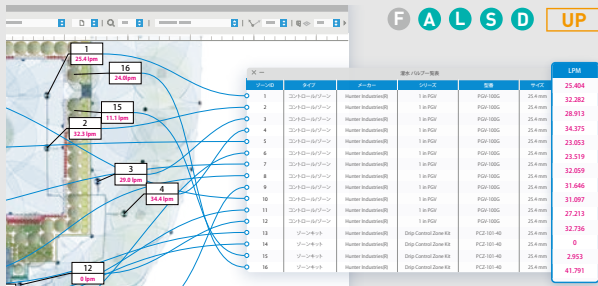 F A L S D UP
1
25.4 lpm
16
24.0lpm
15
11.1 lpm
2
32.3 lpm
3
29.0 lpm
4
34.4 lpm
12
0 lpm
潅水 バルブ一覧表
ゾーンID タイプ メーカー シリーズ 型番 サイズ LPM
1 コントロールゾーン Hunter Industries(R) 1 in PGV PGV-100G 25.4 mm 25.404
2 コントロールゾーン Hunter Industries(R) 1 in PGV PGV-100G 25.4 mm 32.282
3 コントロールゾーン Hunter Industries(R) 1 in PGV PGV-100G 25.4 mm 28.913
4 コントロールゾーン Hunter Industries(R) 1 in PGV PGV-100G 25.4 mm 34.375
5 コントロールゾーン Hunter Industries(R) 1 in PGV PGV-100G 25.4 mm 23.053
6 コントロールゾーン Hunter Industries(R) 1 in PGV PGV-100G 25.4 mm 23.519
7 コントロールゾーン Hunter Industries(R) 1 in PGV PGV-100G 25.4 mm 32.059
8 コントロールゾーン Hunter Industries(R) 1 in PGV PGV-100G 25.4 mm 31.646
9 コントロールゾーン Hunter Industries(R) 1 in PGV PGV-100G 25.4 mm 31.097
10 コントロールゾーン Hunter Industries(R) 1 in PGV PGV-100G 25.4 mm 27.213
11 コントロールゾーン Hunter Industries(R) 1 in PGV PGV-100G 25.4 mm 32.736
12 コントロールゾーン Hunter Industries(R) 1 in PGV PGV-100G 25.4 mm 0
13 ゾーンキット Hunter Industries(R) Drip Control Zone Kit PCZ-101-40 25.4 mm 2.953
14 ゾーンキット Hunter Industries(R) Drip Control Zone Kit PCZ-101-40 25.4 mm 41.791
15 ゾーンキット Hunter Industries(R) Drip Control Zone Kit PCZ-101-40 25.4 mm
16 ゾーンキット Hunter Industries(R) Drip Control Zone Kit PCZ-101-40 25.4 mm